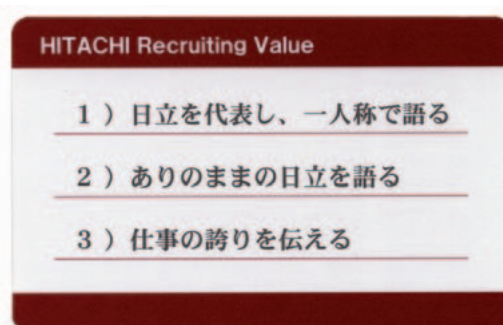 HITACHI Recruiting Value
1 ）日立を代表し、一人称で語る
2 ）ありのままの日立を語る
3 ）仕事の誇りを伝える